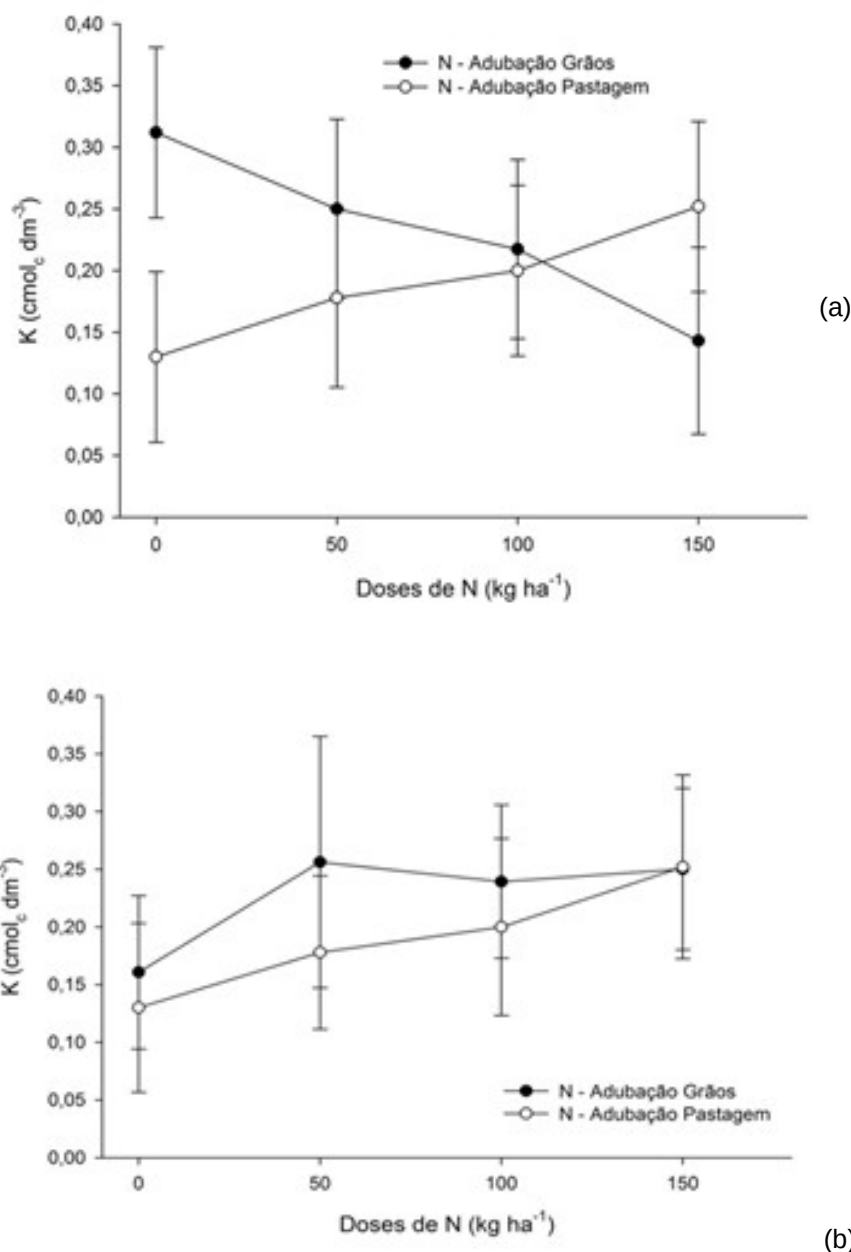 0,40
N - Adubação Grãos
N - Adubação Pastagem
0,35
0,30
0,25
0,20
0,15
0,10
0,05
0,00
K (cmolc dm-3)
0 50 100 150
Doses de N (kg ha-1)
(a)
0,40
0,35
0,30
0,25
0,20
0,15
0,10
0,05
0,00
K (cmolc dm-3)
N - Adubação Grãos
N - Adubação Pastagem
0 50 100 150
Doses de N (kg ha-1)
(b)